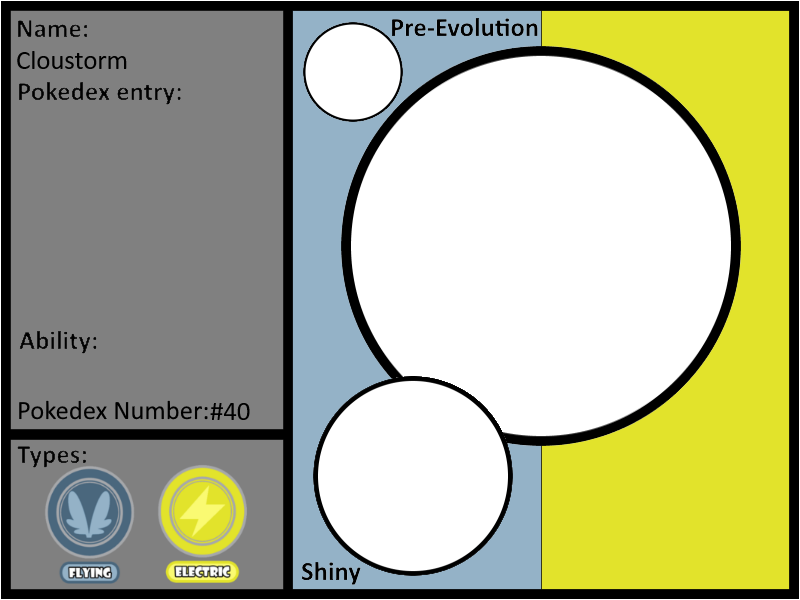 Name:
Cloustorm
Pokedex entry:
Ability:
Pokedex Number:#40
Types:
FLYING
ELECTRIC
Pre-Evolution
Shiny